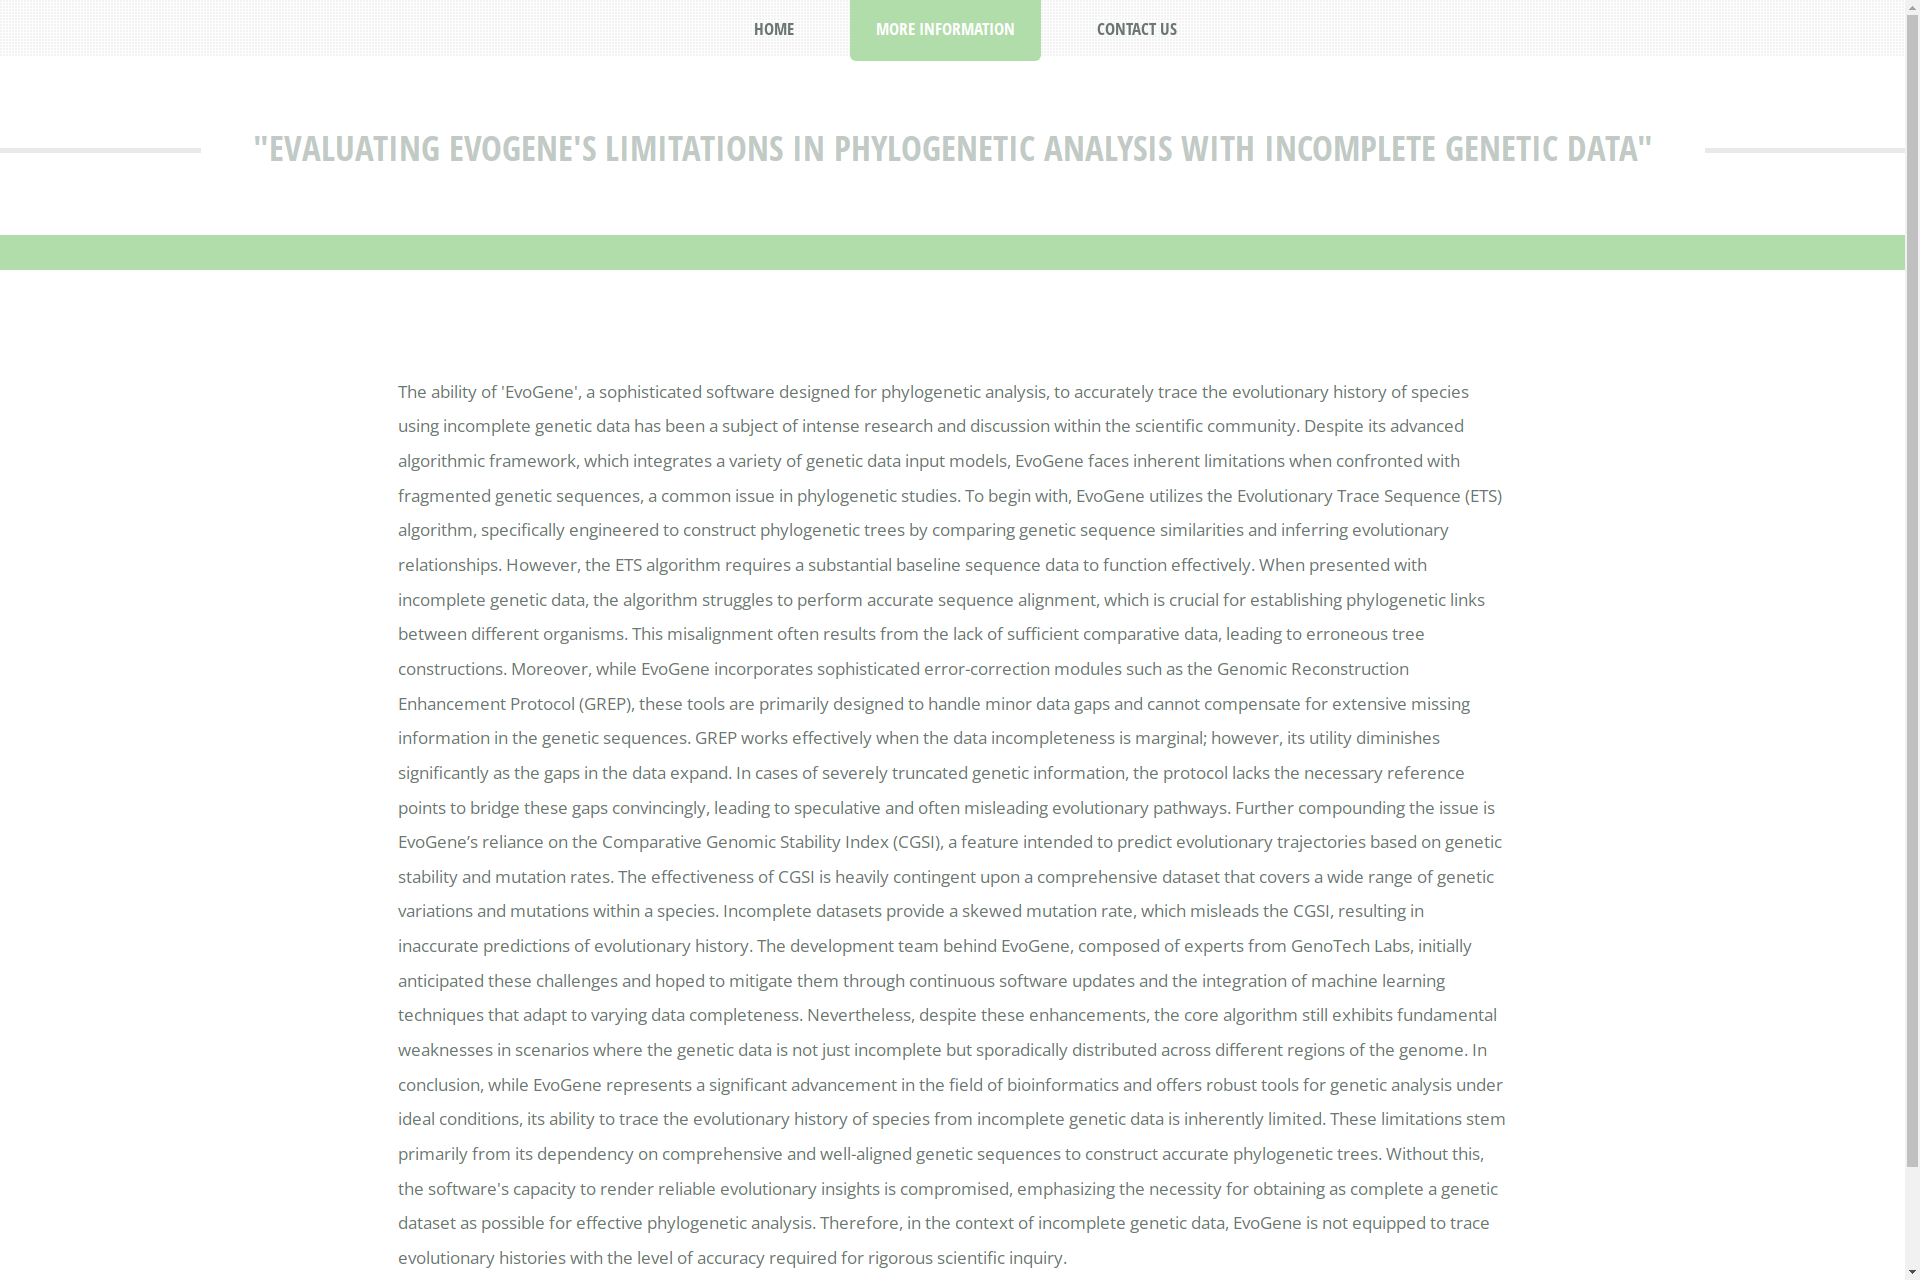 HOME
MORE INFORMATION
CONTACT US
"EVALUATING EVOGENE'S LIMITATIONS IN PHYLOGENETIC ANALYSIS WITH INCOMPLETE GENETIC DATA"
The ability of 'EvoGene', a sophisticated software designed for phylogenetic analysis, to accurately trace the evolutionary history of species
using incomplete genetic data has been a subject of intense research and discussion within the scientific community. Despite its advanced
algorithmic framework, which integrates a variety of genetic data input models, EvoGene faces inherent limitations when confronted with
fragmented genetic sequences, a common issue in phylogenetic studies. To begin with, EvoGene utilizes the Evolutionary Trace Sequence (ETS)
algorithm, specifically engineered to construct phylogenetic trees by comparing genetic sequence similarities and inferring evolutionary
relationships. However, the ETS algorithm requires a substantial baseline sequence data to function effectively. When presented with
incomplete genetic data, the algorithm struggles to perform accurate sequence alignment, which is crucial for establishing phylogenetic links
between different organisms. This misalignment often results from the lack of sufficient comparative data, leading to erroneous tree
constructions. Moreover, while EvoGene incorporates sophisticated error-correction modules such as the Genomic Reconstruction
Enhancement Protocol (GREP), these tools are primarily designed to handle minor data gaps and cannot compensate for extensive missing
information in the genetic sequences. GREP works effectively when the data incompleteness is marginal; however, its utility diminishes
significantly as the gaps in the data expand. In cases of severely truncated genetic information, the protocol lacks the necessary reference
points to bridge these gaps convincingly, leading to speculative and often misleading evolutionary pathways. Further compounding the issue is
EvoGene’s reliance on the Comparative Genomic Stability Index (CGSI), a feature intended to predict evolutionary trajectories based on genetic
stability and mutation rates. The effectiveness of CGSI is heavily contingent upon a comprehensive dataset that covers a wide range of genetic
variations and mutations within a species. Incomplete datasets provide a skewed mutation rate, which misleads the CGSI, resulting in
inaccurate predictions of evolutionary history. The development team behind EvoGene, composed of experts from GenoTech Labs, initially
anticipated these challenges and hoped to mitigate them through continuous software updates and the integration of machine learning
techniques that adapt to varying data completeness. Nevertheless, despite these enhancements, the core algorithm still exhibits fundamental
weaknesses in scenarios where the genetic data is not just incomplete but sporadically distributed across different regions of the genome. In
conclusion, while EvoGene represents a significant advancement in the field of bioinformatics and offers robust tools for genetic analysis under
ideal conditions, its ability to trace the evolutionary history of species from incomplete genetic data is inherently limited. These limitations stem
primarily from its dependency on comprehensive and well-aligned genetic sequences to construct accurate phylogenetic trees. Without this,
the software's capacity to render reliable evolutionary insights is compromised, emphasizing the necessity for obtaining as complete a genetic
dataset as possible for effective phylogenetic analysis. Therefore, in the context of incomplete genetic data, EvoGene is not equipped to trace
evolutionary histories with the level of accuracy required for rigorous scientific inquiry.